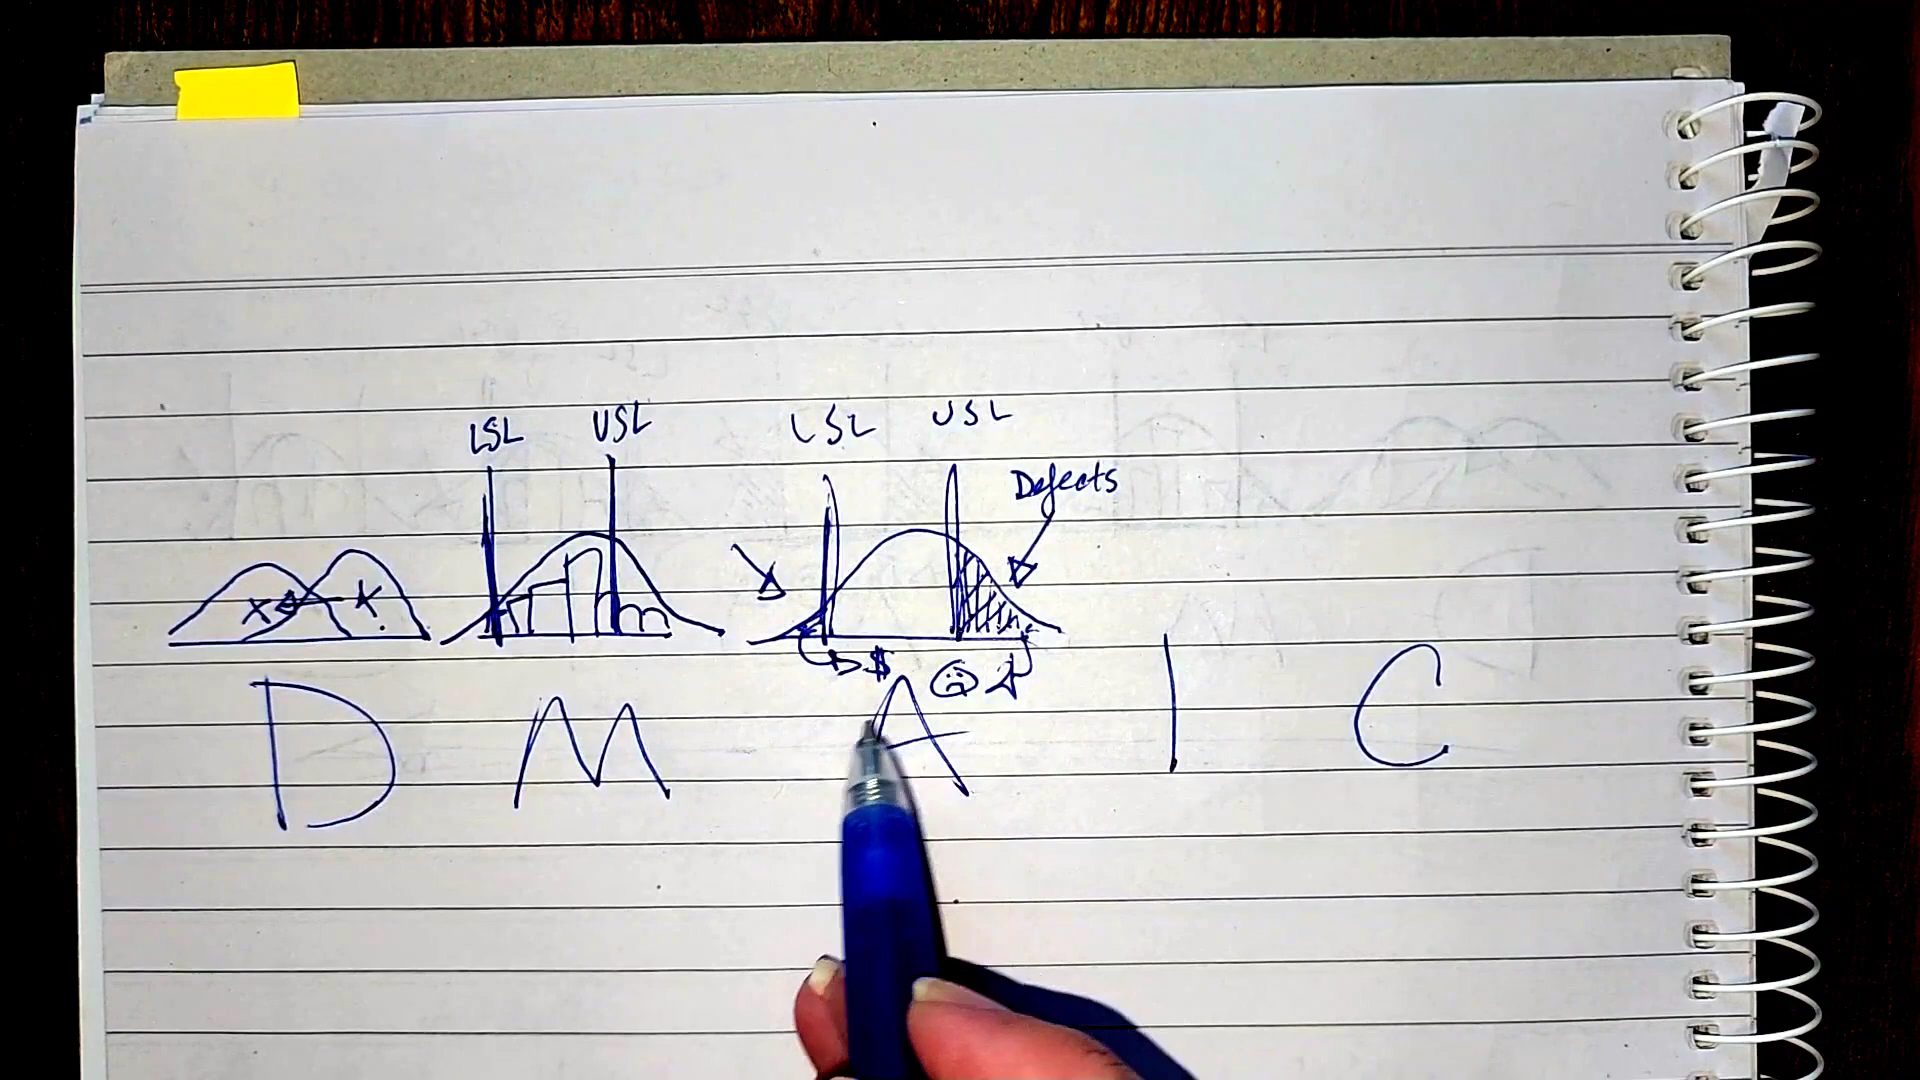 LSL USL LSL USL
Defects
X X
$
D M A I C